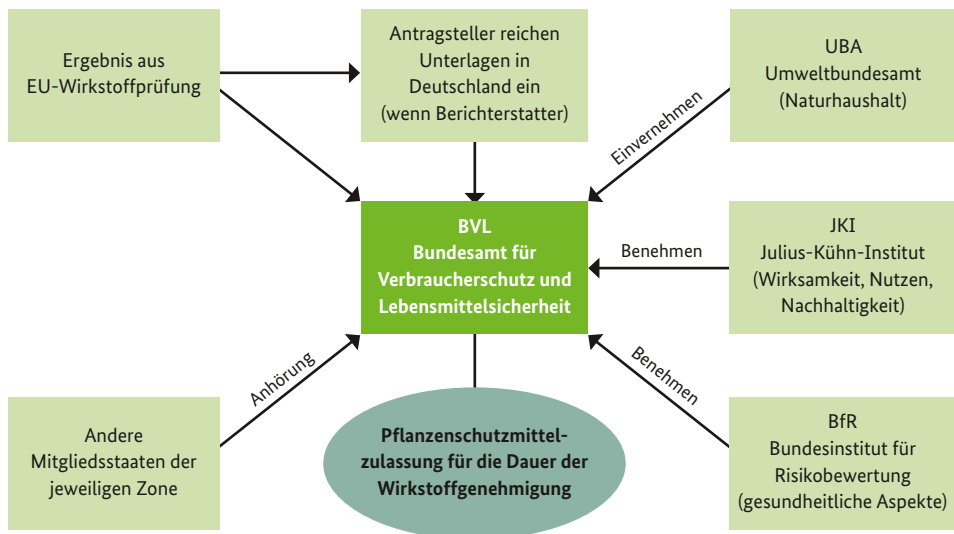 Ergebnis aus
EU-Wirkstoffprüfung
Antragsteller reichen
Unterlagen in
Deutschland ein
(wenn Berichterstatter)
UBA
Umweltbundesamt
(Naturhaushalt)
Einvernehmen
BVL
Bundesamt für
Verbraucherschutz und
Lebensmittelsicherheit
Benehmen
JKI
Julius-Kühn-Institut
(Wirksamkeit, Nutzen,
Nachhaltigkeit)
Anhörung
Benehmen
Andere
Mitgliedsstaaten der
jeweiligen Zone
Pflanzenschutzmittel-
zulassung für die Dauer der
Wirkstoffgenehmigung
BfR
Bundesinstitut für
Risikobewertung
(gesundheitliche Aspekte)